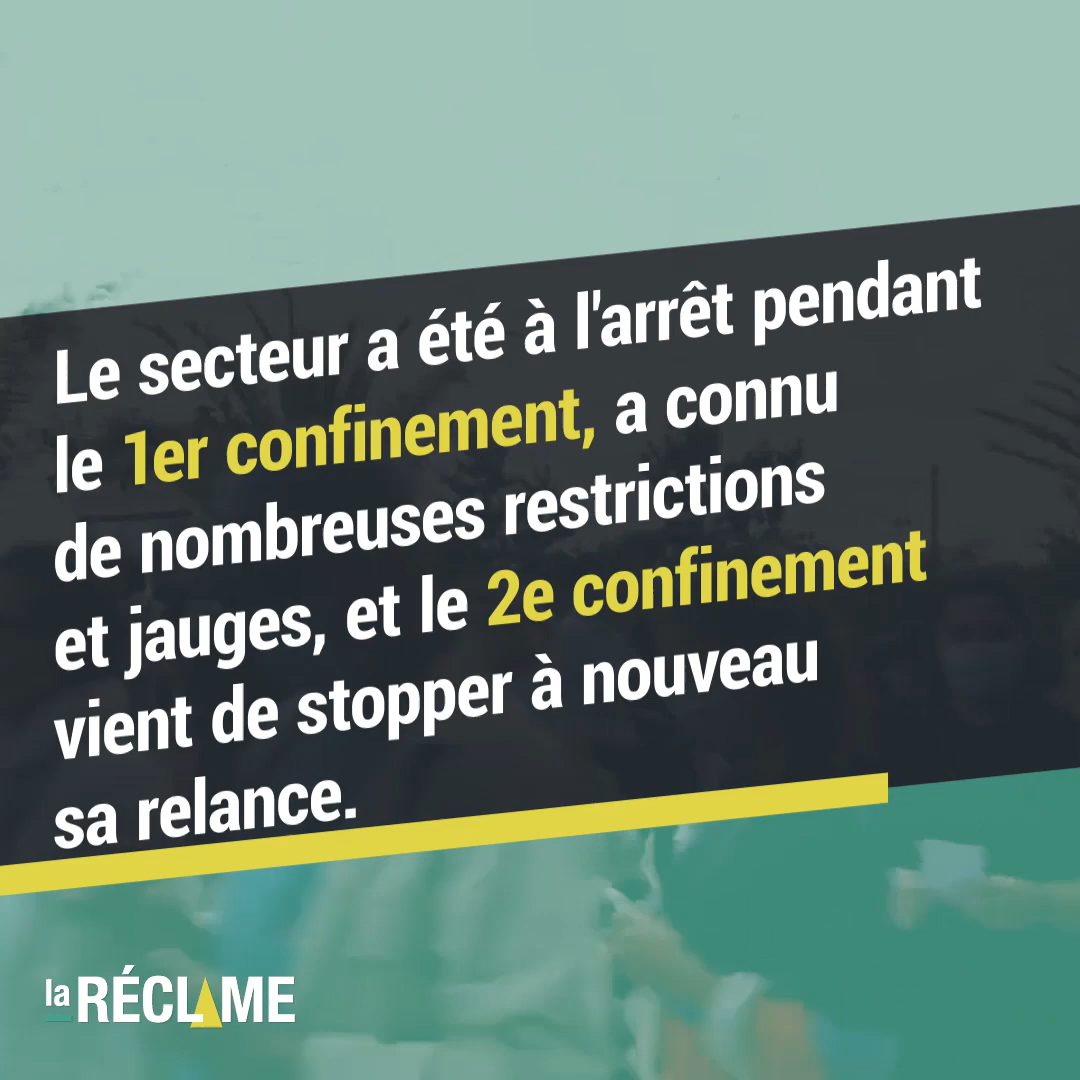 Le secteur a été à l'arrêt pendant
le 1er confinement, a connu
de nombreuses restrictions
et jauges, et le 2e confinement
vient de stopper à nouveau
sa relance.
la RÉCLAME